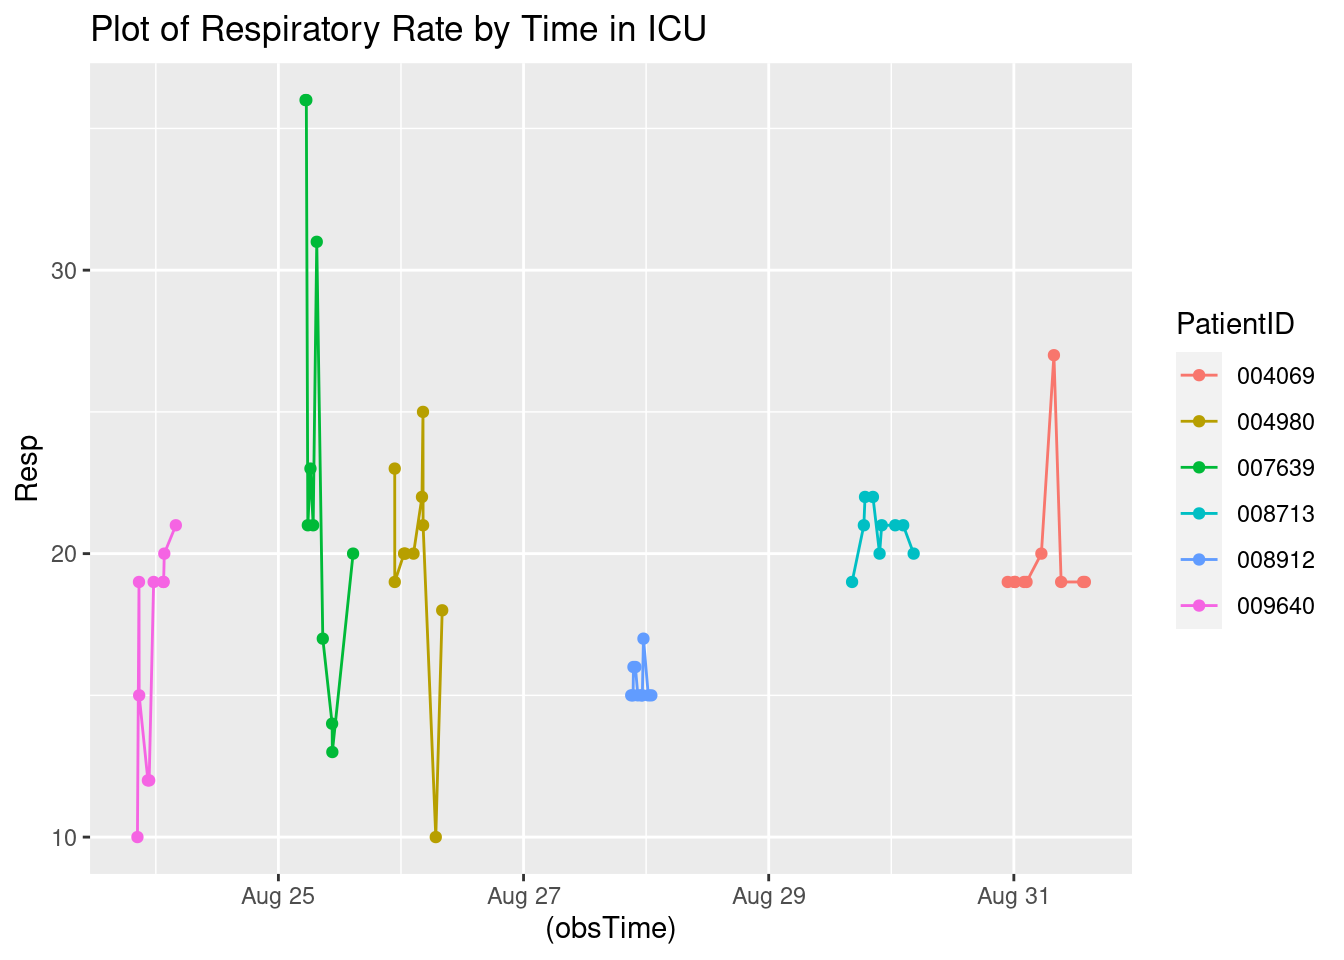 Plot of Respiratory Rate by Time in ICU
Resp
30
20
10
Aug 25
Aug 27
Aug 29
Aug 31
(obsTime)
PatientID
004069
004980
007639
008713
008912
009640